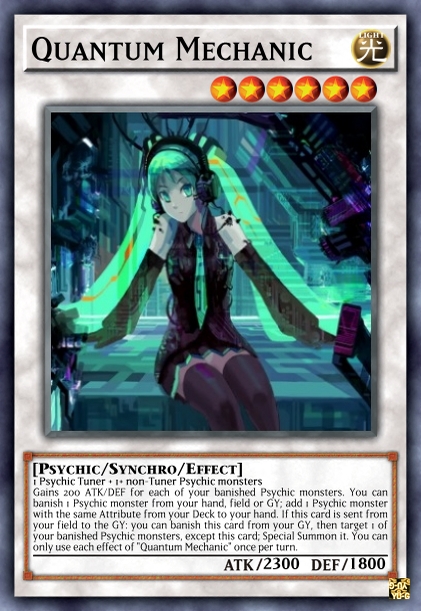 QUANTUM MECHANIC
LIGHT
光
[PSYCHIC/SYNCHRO/EFFECT]
1 Psychic Tuner + 1+ non-Tuner Psychic monsters
Gains 200 ATK/DEF for each of your banished Psychic monsters. You can
banish 1 Psychic monster from your hand, field or GY; add 1 Psychic monster
with the same Attribute from your Deck to your hand. If this card is sent from
your field to the GY: you can banish this card from your GY, then target 1 of
your banished Psychic monsters, except this card; Special Summon it. You can
only use each effect of "Quantum Mechanic" once per turn.
ATK/2300 DEF/1800